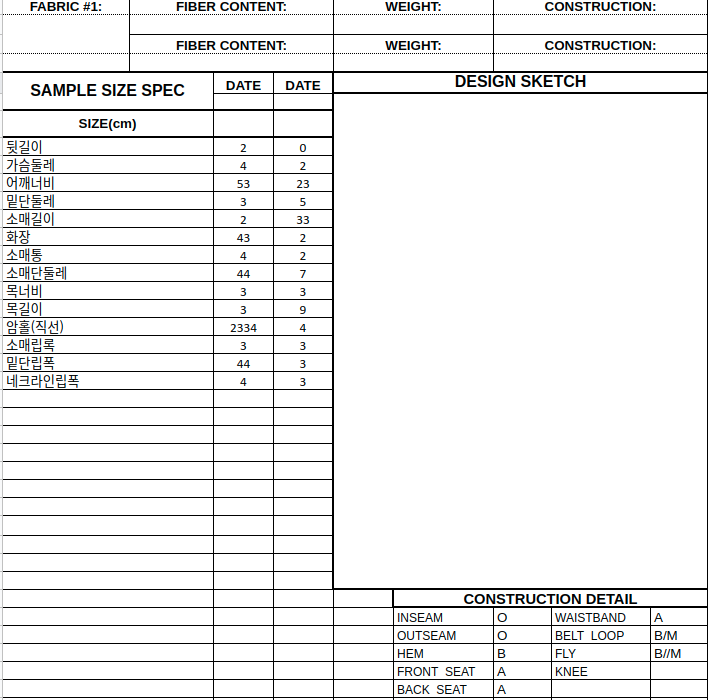 FABRIC #1: FIBER CONTENT: WEIGHT: CONSTRUCTION:
FIBER CONTENT: WEIGHT: CONSTRUCTION:
SAMPLE SIZE SPEC DATE DATE DESIGN SKETCH
SIZE(cm)
뒷길이 2 0
가슴둘레 4 2
어깨너비 53 23
밑단둘레 3 5
소매길이 2 33
화장 43 2
소매통 4 2
소매단둘레 44 7
목너비 3 3
목길이 3 9
암홀(직선) 2334 4
소매립록 3 3
밑단립폭 44 3
네크라인립폭 4 3
CONSTRUCTION DETAIL
INSEAM O WAISTBAND A
OUTSEAM O BELT LOOP B/M
HEM B FLY B//M
FRONT SEAT A KNEE
BACK SEAT A